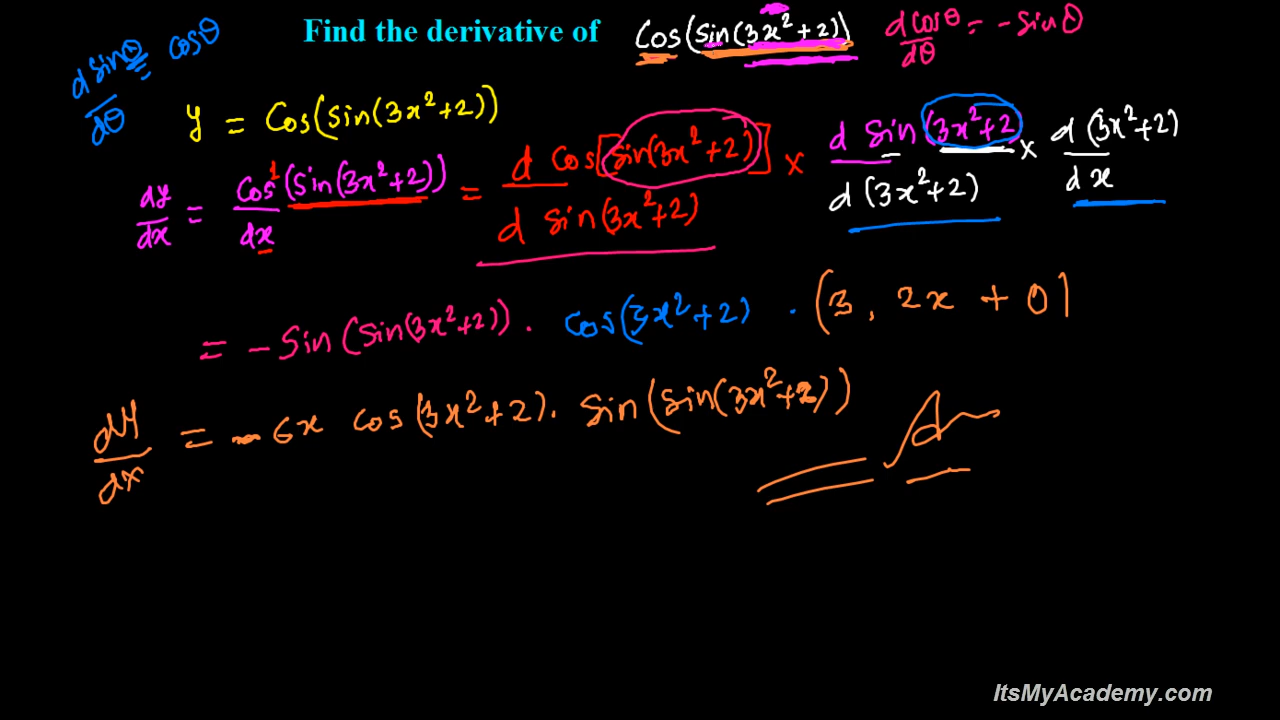 Find the derivative of Cos(sin(3x²+2))
d sinθ/dθ = cosθ
d cosθ/dθ = -sinθ
y = Cos(sin(3x²+2))
dy/dx = Cos¹(sin(3x²+2))/dx = d Cos[sin(3x²+2)]/d sin(3x²+2) × d sin(3x²+2)/d(3x²+2) × d(3x²+2)/dx
= -sin(sin(3x²+2)) . cos(3x²+2) . (3, 2x + 0)
dy/dx = -6x cos(3x²+2). sin(sin(3x²+2))
ItsMyAcademy.com